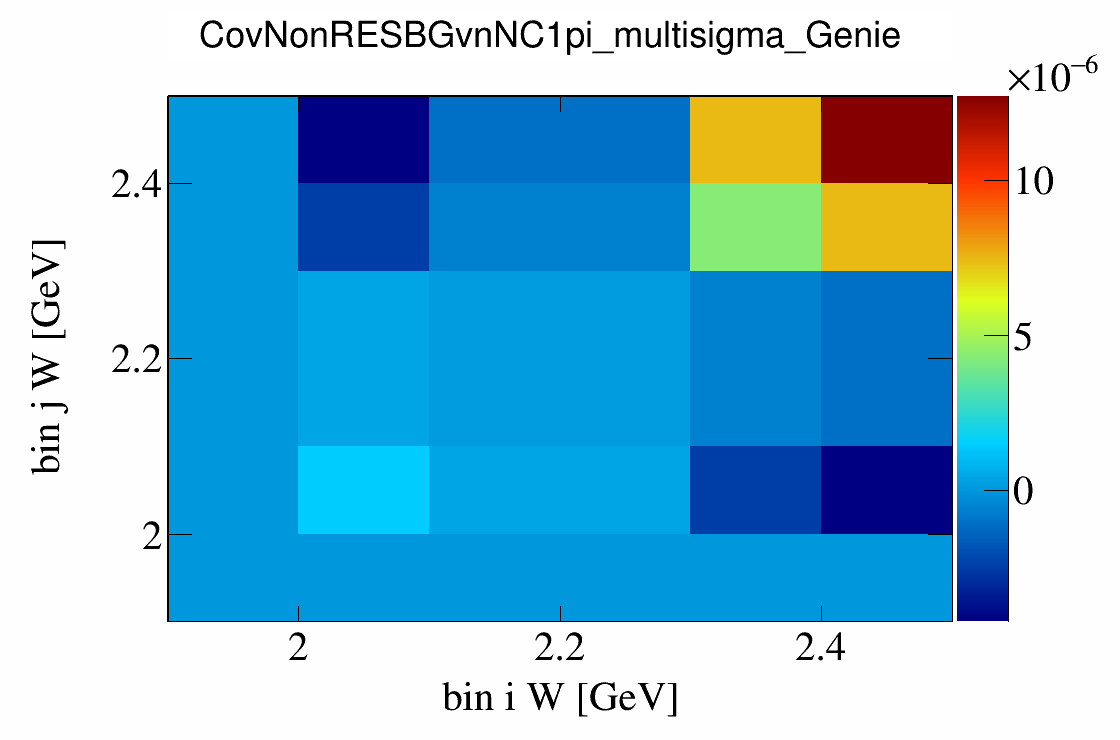 CovNonRESBGvnNC1pi_multisigma_Genie
×10⁻⁶
bin j W [GeV]
2.4
2.2
2
10
5
0
2 2.2 2.4
bin i W [GeV]